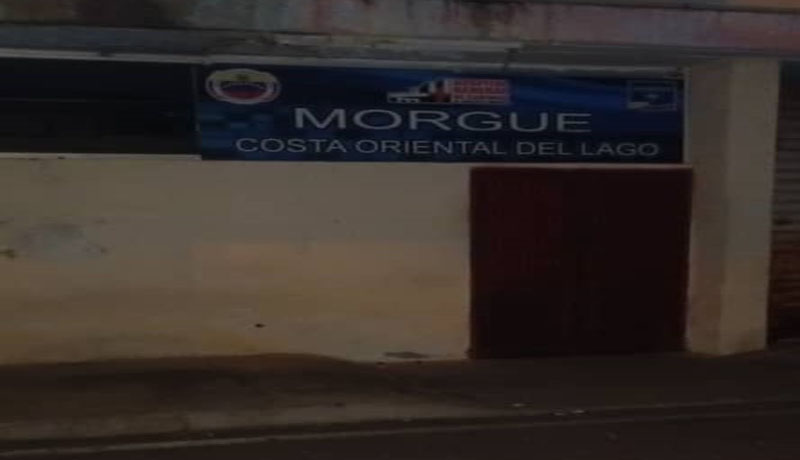 MORGUE
COSTA ORIENTAL DEL LAGO